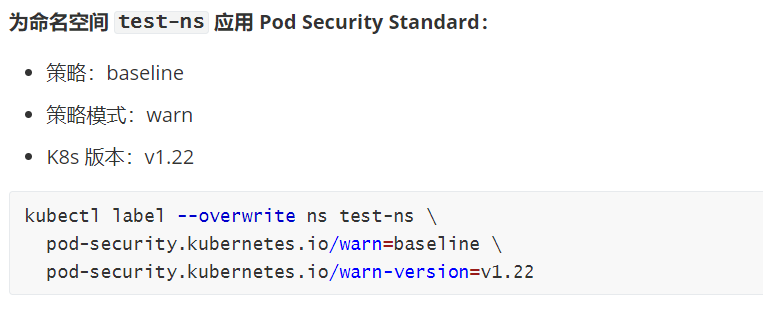 为命名空间 test-ns 应用 Pod Security Standard：
• 策略：baseline
• 策略模式：warn
• K8s 版本：v1.22
kubectl label --overwrite ns test-ns \
  pod-security.kubernetes.io/warn=baseline \
  pod-security.kubernetes.io/warn-version=v1.22